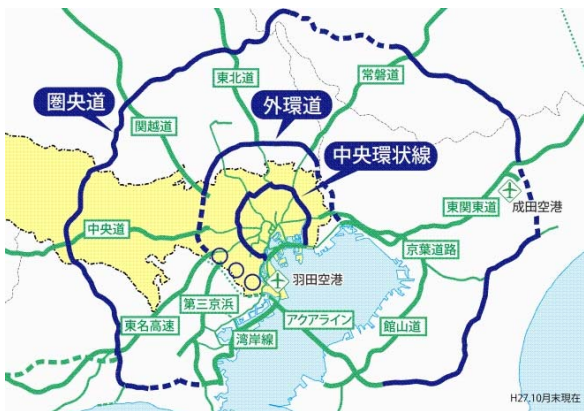 東北道
常磐道
圏央道
外環道
関越道
中央環状線
東関東道
成田空港
中央道
京葉道路
羽田空港
第三京浜
東名高速
アクアライン
館山道
湾岸線
H27.10月末現在